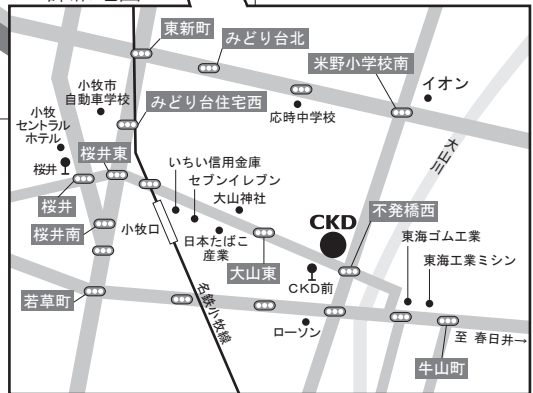 東新町
みどり台北
米野小学校南
イオン
小牧市
自動車学校
応時中学校
みどり台住宅西
小牧
セントラル
ホテル
大山川
桜井
桜井東
いちい信用金庫
セブンイレブン
大山神社
桜井
CKD
不発橋西
桜井南
小牧口
日本たばこ
産業
東海ゴム工業
東海工業ミシン
大山東
CKD前
若草町
名鉄小牧線
ローソン
至 春日井→
牛山町